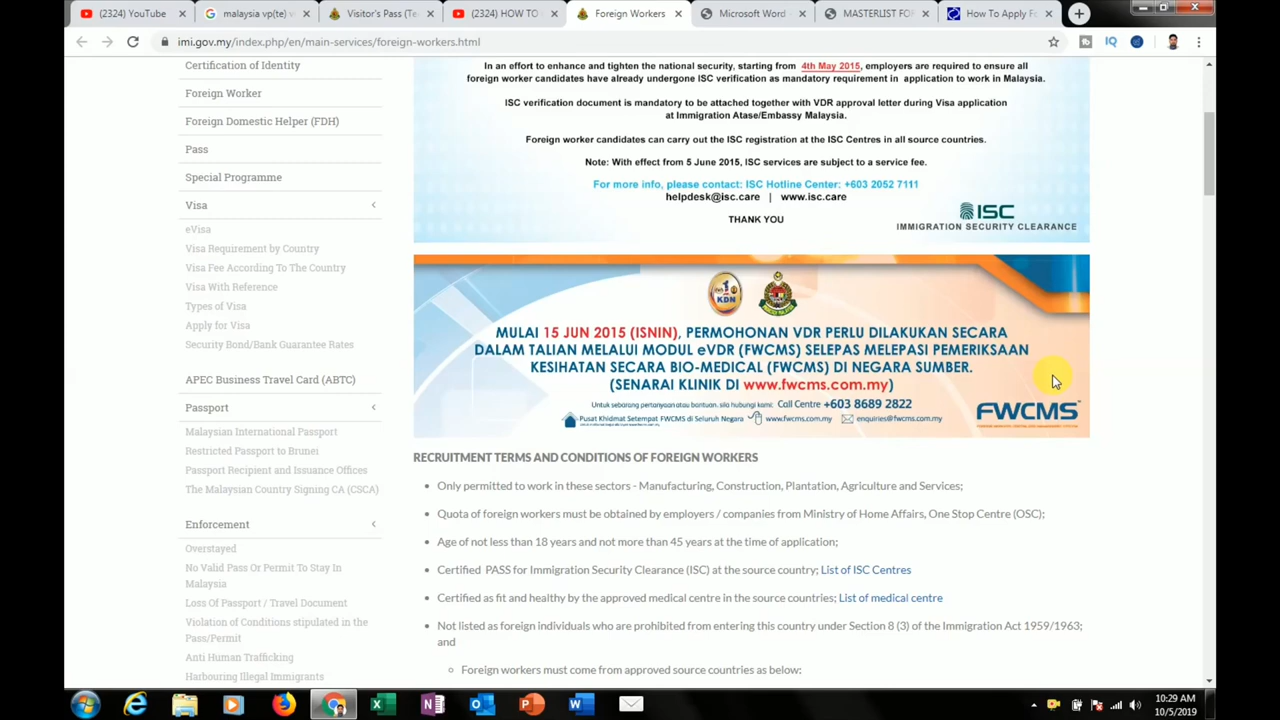 (2324) YouTube
malaysia vp(te) v
Visitor's Pass (Te
(2324) HOW TO
Foreign Workers
Microsoft Word
MASTERLIST FO
How To Apply Fo
imi.gov.my/index.php/en/main-services/foreign-workers.html
Certification of Identity
Foreign Worker
Foreign Domestic Helper (FDH)
Pass
Special Programme
Visa
eVisa
Visa Requirement by Country
Visa Fee According To The Country
Visa With Reference
Types of Visa
Apply for Visa
Security Bond/Bank Guarantee Rates
APEC Business Travel Card (ABTC)
Passport
Malaysian International Passport
Restricted Passport to Brunei
Passport Recipient and Issuance Offices
The Malaysian Country Signing CA (CSCA)
Enforcement
Overstayed
No Valid Pass Or Permit To Stay In
Malaysia
Loss Of Passport / Travel Document
Violation of Conditions stipulated in the
Pass/Permit
Anti Human Trafficking
Harbouring Illegal Immigrants
In an effort to enhance and tighten the national security, starting from 4th May 2015, employers are required to ensure all
foreign worker candidates have already undergone ISC verification as mandatory requirement in application to work in Malaysia.
ISC verification document is mandatory to be attached together with VDR approval letter during Visa application
at Immigration Atase/Embassy Malaysia.
Foreign worker candidates can carry out the ISC registration at the ISC Centres in all source countries.
Note: With effect from 5 June 2015, ISC services are subject to a service fee.
For more info, please contact: ISC Hotline Center: +603 2052 7111
helpdesk@isc.care | www.isc.care
THANK YOU
ISC
IMMIGRATION SECURITY CLEARANCE
1
KDN
MULAI 15 JUN 2015 (ISNIN), PERMOHONAN VDR PERLU DILAKUKAN SECARA
DALAM TALIAN MELALUI MODUL eVDR (FWCMS) SELEPAS MELEPASI PEMERIKSAAN
KESIHATAN SECARA BIO-MEDICAL (FWCMS) DI NEGARA SUMBER.
(SENARAI KLINIK DI www.fwcms.com.my)
Untuk sebarang pertanyaan atau bantuan, sila hubungi kami: Call Centre +603 8689 2822
Pusat Khidmat Setempat FWCMS di Seluruh Negara www.fwcms.com.my enquiries@fwcms.com.my
FWCMS
RECRUITMENT TERMS AND CONDITIONS OF FOREIGN WORKERS
Only permitted to work in these sectors - Manufacturing, Construction, Plantation, Agriculture and Services;
Quota of foreign workers must be obtained by employers / companies from Ministry of Home Affairs, One Stop Centre (OSC);
Age of not less than 18 years and not more than 45 years at the time of application;
Certified PASS for Immigration Security Clearance (ISC) at the source country; List of ISC Centres
Certified as fit and healthy by the approved medical centre in the source countries; List of medical centre
Not listed as foreign individuals who are prohibited from entering this country under Section 8 (3) of the Immigration Act 1959/1963;
and
Foreign workers must come from approved source countries as below:
10:29 AM
10/5/2019